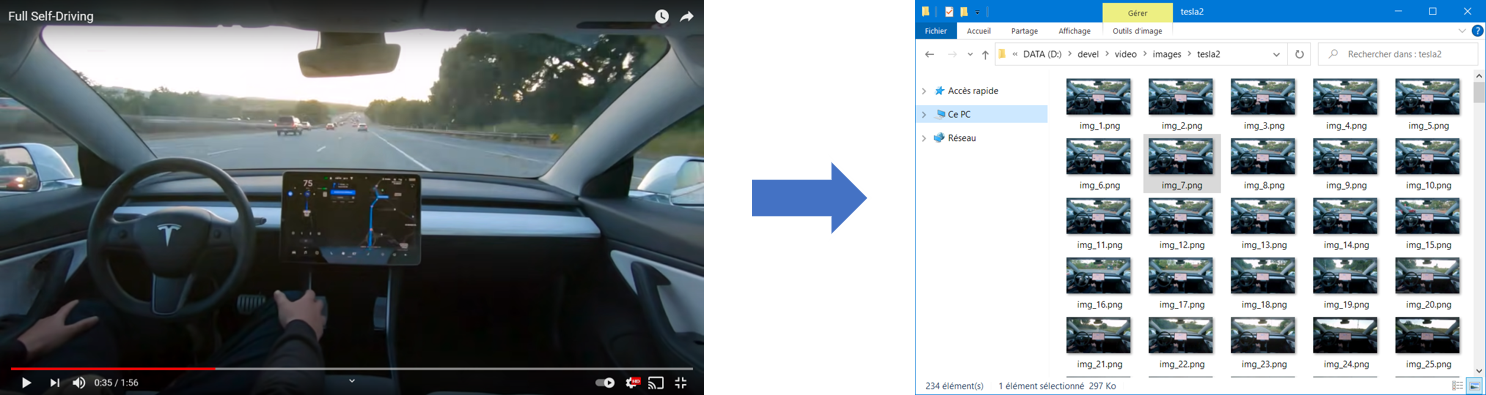 Full Self-Driving
75
0:35 / 1:56
HD
Gérer
tesla2
Fichier
Accueil
Partage
Affichage
Outils d'image
« DATA (D:) > devel > video > images > tesla2
Rechercher dans : tesla2
Accès rapide
Ce PC
Réseau
img_1.png img_2.png img_3.png img_4.png img_5.png
img_6.png img_7.png img_8.png img_9.png img_10.png
img_11.png img_12.png img_13.png img_14.png img_15.png
img_16.png img_17.png img_18.png img_19.png img_20.png
img_21.png img_22.png img_23.png img_24.png img_25.png
234 élément(s) 1 élément sélectionné 297 Ko